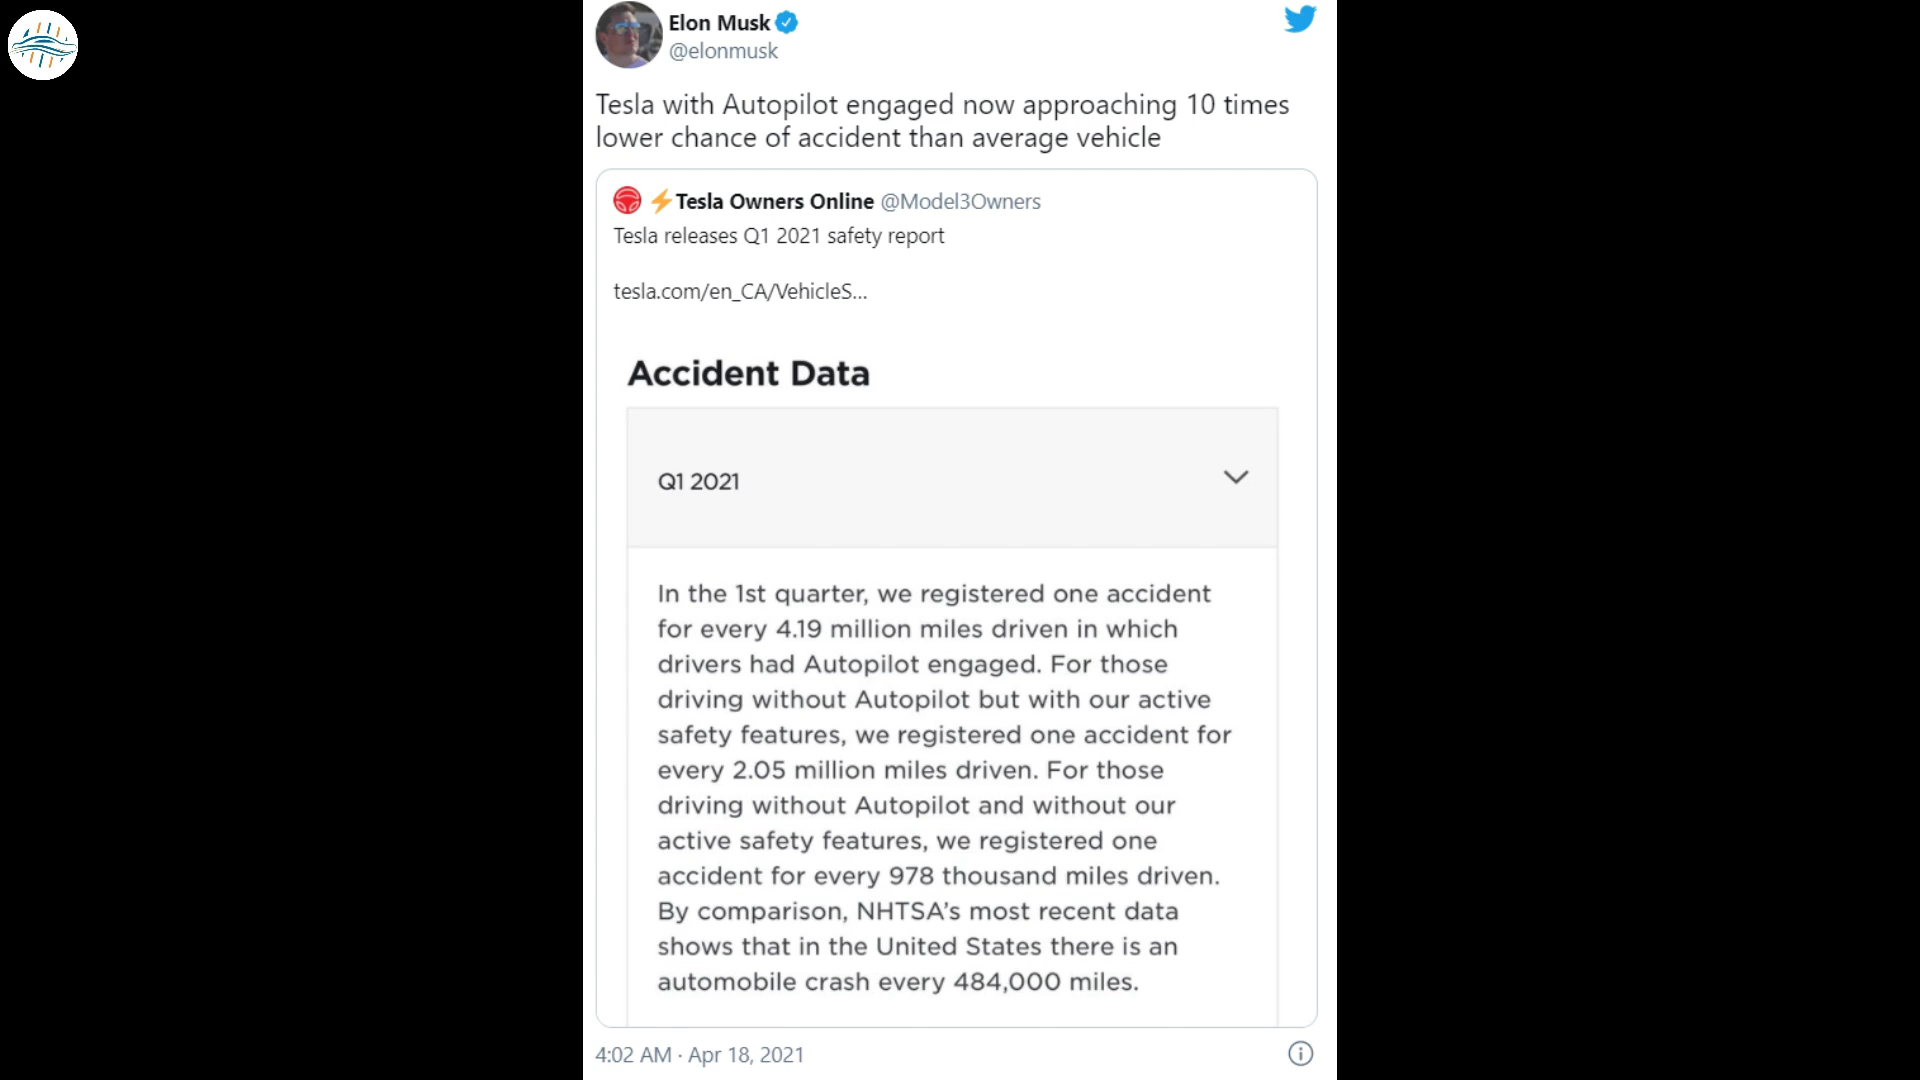 Elon Musk
@elonmusk
Tesla with Autopilot engaged now approaching 10 times
lower chance of accident than average vehicle
⚡Tesla Owners Online @Model3Owners
Tesla releases Q1 2021 safety report
tesla.com/en_CA/VehicleS...
Accident Data
Q1 2021
In the 1st quarter, we registered one accident
for every 4.19 million miles driven in which
drivers had Autopilot engaged. For those
driving without Autopilot but with our active
safety features, we registered one accident for
every 2.05 million miles driven. For those
driving without Autopilot and without our
active safety features, we registered one
accident for every 978 thousand miles driven.
By comparison, NHTSA's most recent data
shows that in the United States there is an
automobile crash every 484,000 miles.
4:02 AM · Apr 18, 2021